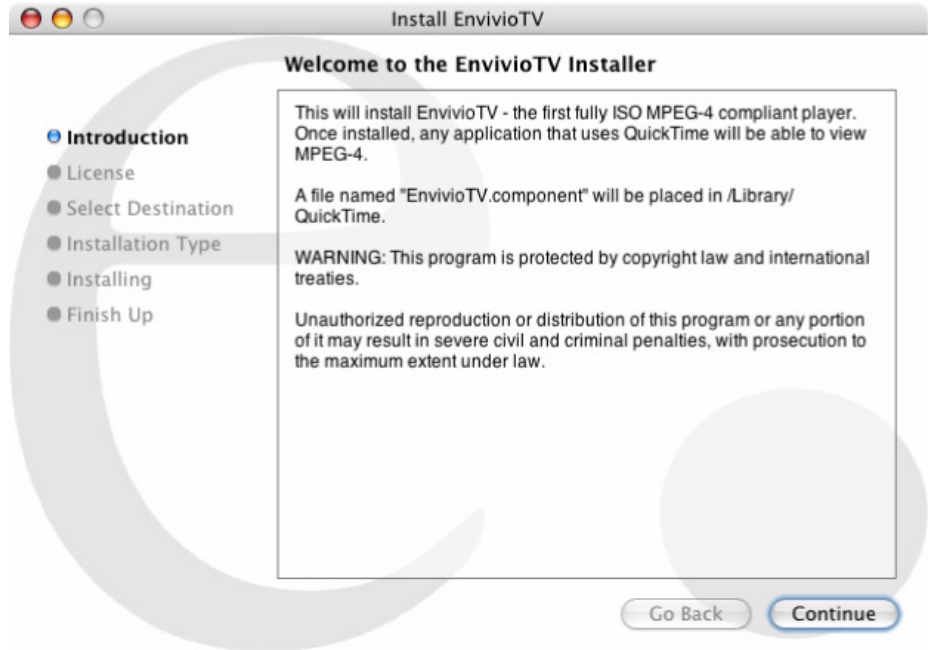 Install EnvivioTV
Welcome to the EnvivioTV Installer
Introduction
License
Select Destination
Installation Type
Installing
Finish Up
This will install EnvivioTV - the first fully ISO MPEG-4 compliant player.
Once installed, any application that uses QuickTime will be able to view
MPEG-4.
A file named "EnvivioTV.component" will be placed in /Library/
QuickTime.
WARNING: This program is protected by copyright law and international
treaties.
Unauthorized reproduction or distribution of this program or any portion
of it may result in severe civil and criminal penalties, with prosecution to
the maximum extent under law.
Go Back
Continue